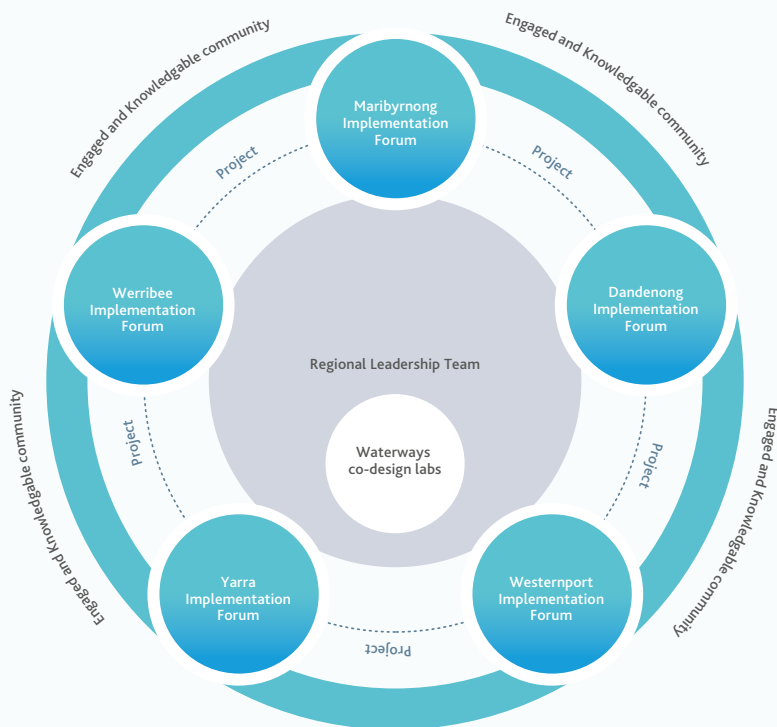 Engaged and Knowledgable community
Engaged and Knowledgable community
Maribyrnong
Implementation
Forum
Project
Project
Werribee
Implementation
Forum
Dandenong
Implementation
Forum
Regional Leadership Team
Waterways
co-design labs
Engaged and Knowledgable community
Engaged and Knowledgable community
Project
Project
Yarra
Implementation
Forum
Westernport
Implementation
Forum
Project